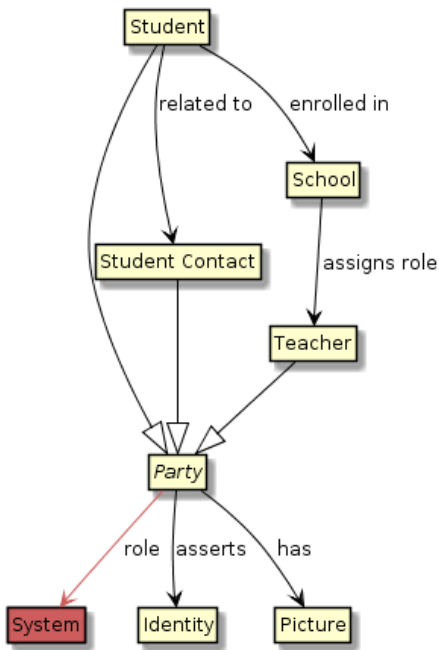 Student
related to
enrolled in
School
Student Contact
assigns role
Teacher
Party
role
asserts
has
System
Identity
Picture